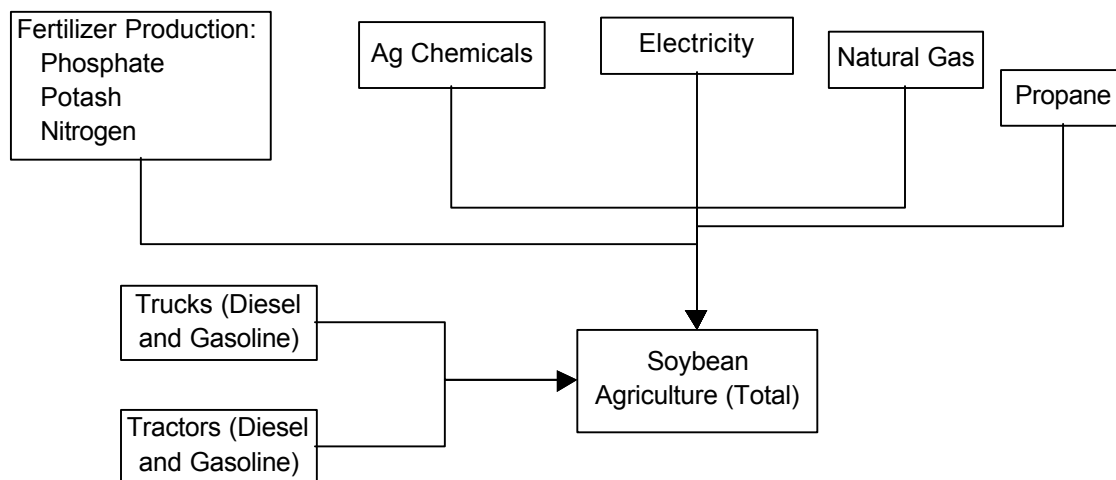 Fertilizer Production:
Phosphate
Potash
Nitrogen
Ag Chemicals
Electricity
Natural Gas
Propane
Trucks (Diesel
and Gasoline)
Tractors (Diesel
and Gasoline)
Soybean
Agriculture (Total)